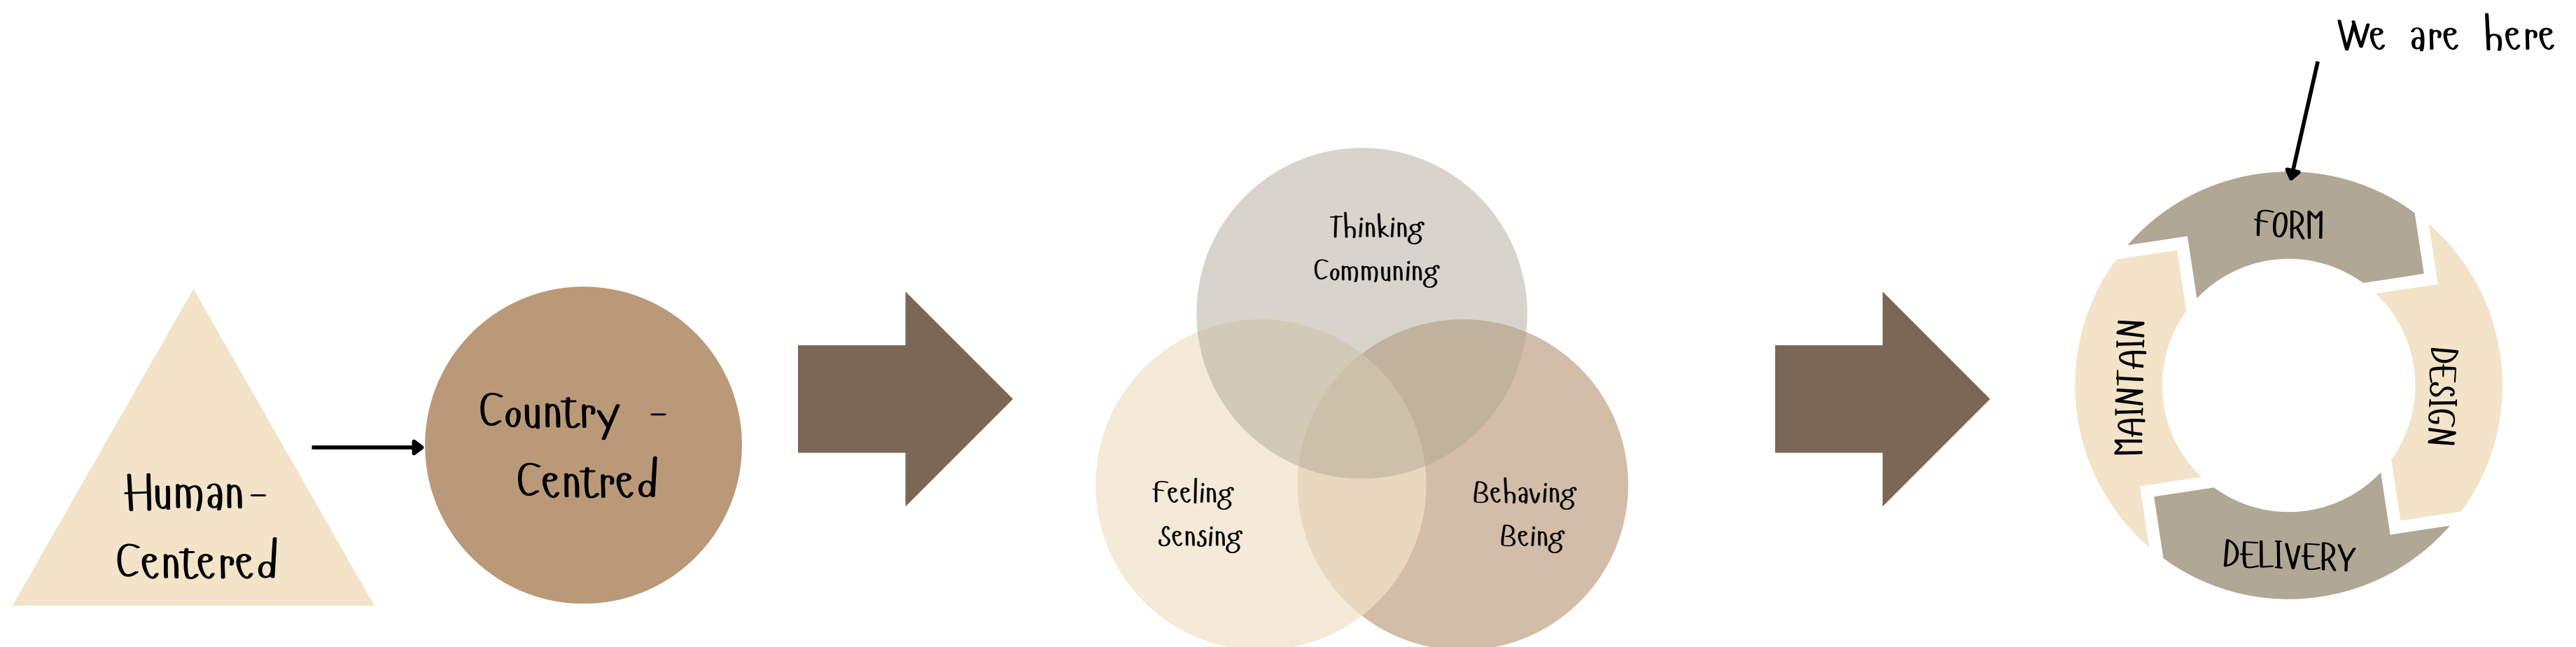 Human-
Centered
Country -
Centred
Thinking
Communing
Feeling
Sensing
Behaving
Being
We are here
FORM
DESIGN
DELIVERY
MAINTAIN